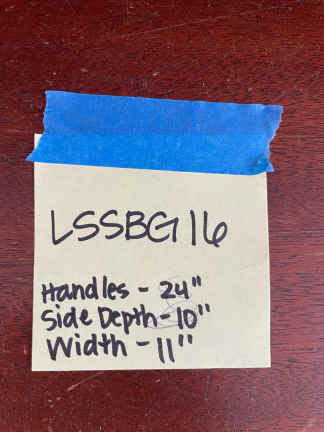 LSSBG16
Handles - 24"
Side Depth - 10"
Width - 11"